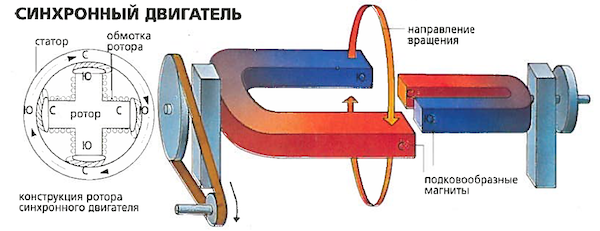 СИНХРОННЫЙ ДВИГАТЕЛЬ
статор
обмотка
ротора
С
Ю
Ю С ротор С Ю
Ю
С
конструкция ротора
синхронного двигателя
направление
вращения
Ю
С
подковообразные
магниты